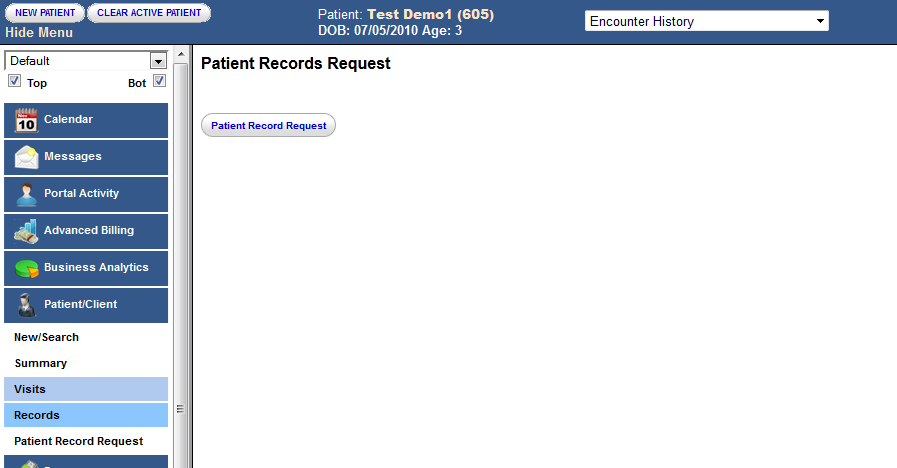 NEW PATIENT
CLEAR ACTIVE PATIENT
Hide Menu
Patient: Test Demo1 (605)
DOB: 07/05/2010 Age: 3
Encounter History
Default
Top
Bot
Patient Records Request
Patient Record Request
10
Calendar
Messages
Portal Activity
Advanced Billing
Business Analytics
Patient/Client
New/Search
Summary
Visits
Records
Patient Record Request